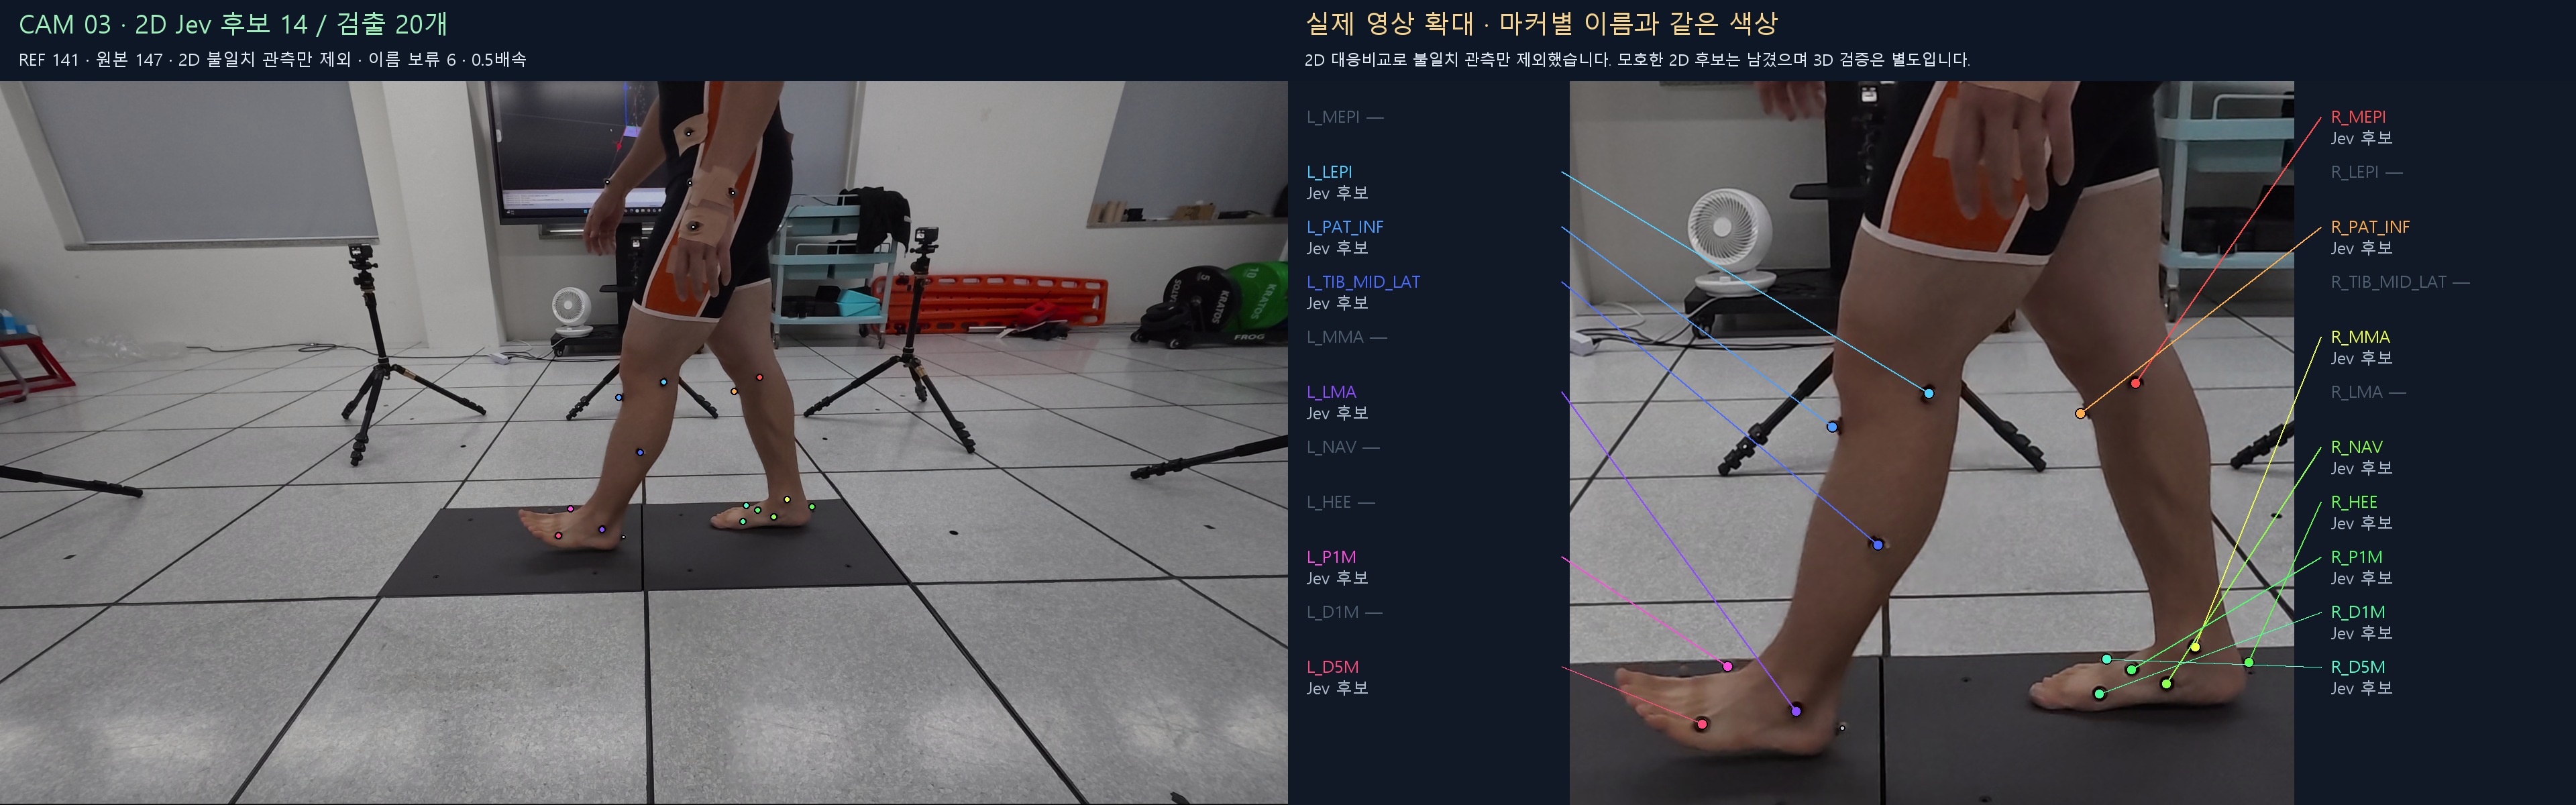 CAM 03 · 2D Jev 후보 14 / 검출 20개
REF 141 · 원본 147 · 2D 불일치 관측만 제외 · 이름 보류 6 · 0.5배속
실제 영상 확대 · 마커별 이름과 같은 색상
2D 대응비교로 불일치 관측만 제외했습니다. 모호한 2D 후보는 남겼으며 3D 검증은 별도입니다.
L_MEPI —
L_LEPI
Jev 후보
L_PAT_INF
Jev 후보
L_TIB_MID_LAT
Jev 후보
L_MMA —
L_LMA
Jev 후보
L_NAV —
L_HEE —
L_P1M
Jev 후보
L_D1M —
L_D5M
Jev 후보
R_MEPI
Jev 후보
R_LEPI —
R_PAT_INF
Jev 후보
R_TIB_MID_LAT —
R_MMA
Jev 후보
R_LMA —
R_NAV
Jev 후보
R_HEE
Jev 후보
R_P1M
Jev 후보
R_D1M
Jev 후보
R_D5M
Jev 후보
KRATOS
KRATOS
FROG
5
10